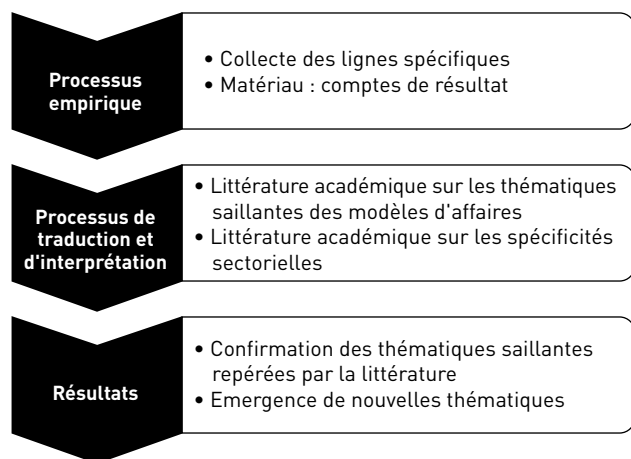 Processus
empirique
• Collecte des lignes spécifiques
• Matériau : comptes de résultat
Processus de
traduction et
d'interprétation
• Littérature académique sur les thématiques
saillantes des modèles d'affaires
• Littérature académique sur les spécificités
sectorielles
Résultats
• Confirmation des thématiques saillantes
repérées par la littérature
• Emergence de nouvelles thématiques